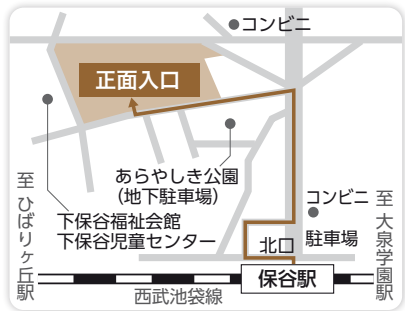 コンビニ
正面入口
あらやしき公園
（地下駐車場）
下保谷福祉会館
下保谷児童センター
至 ひばりヶ丘駅
コンビニ
駐車場
至 大泉学園駅
北口
保谷駅
西武池袋線